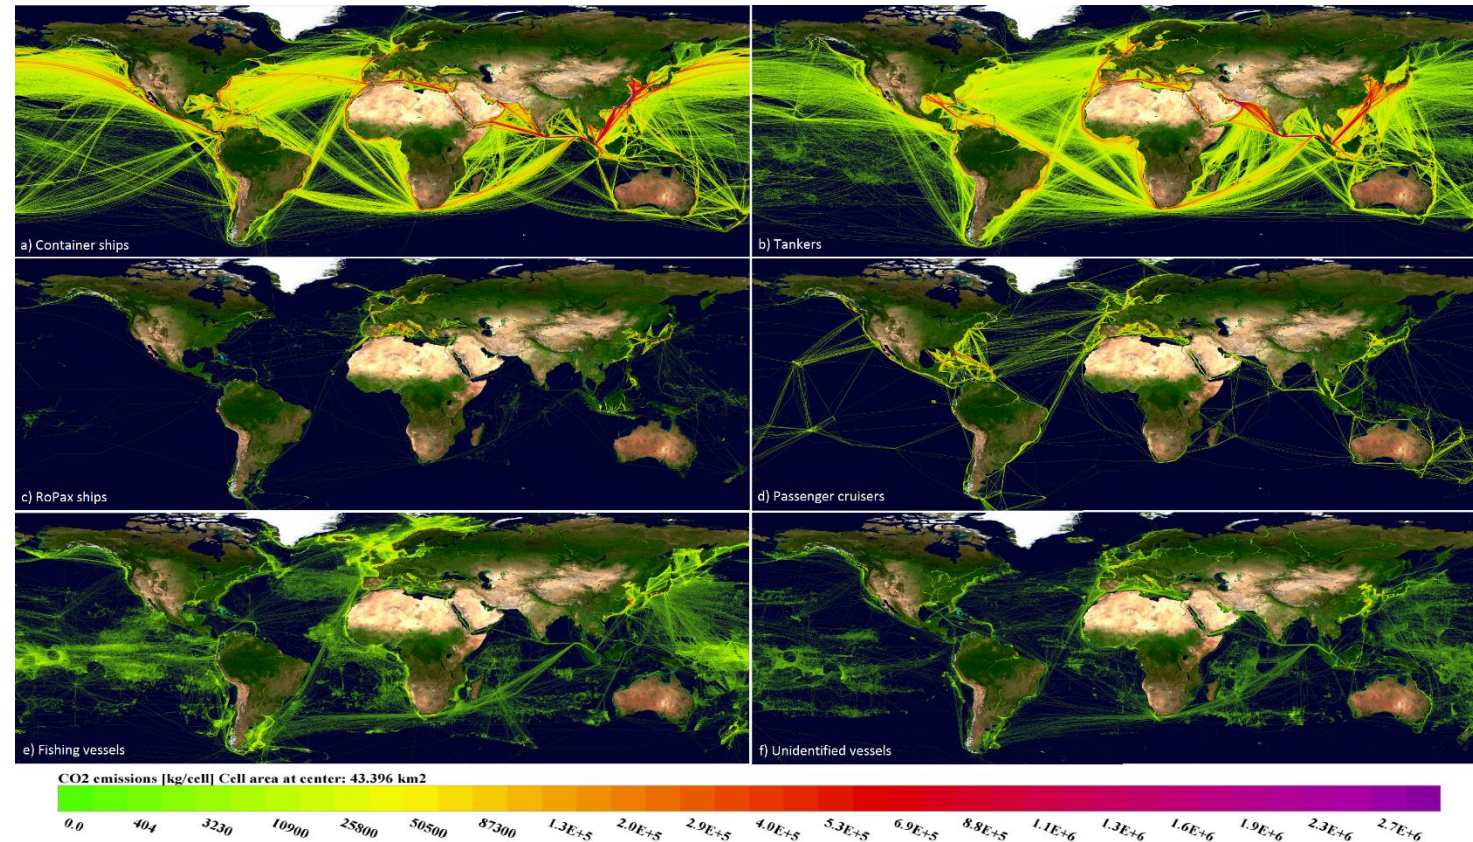 a) Container ships
b) Tankers
c) RoPax ships
d) Passenger cruisers
e) Fishing vessels
f) Unidentified vessels
CO2 emissions [kg/cell] Cell area at center: 43.396 km2
0.0 404 3230 10900 25800 50500 87300 1.3E+5 2.0E+5 2.9E+5 4.0E+5 5.3E+5 6.9E+5 8.8E+5 1.1E+6 1.3E+6 1.6E+6 1.9E+6 2.3E+6 2.7E+6